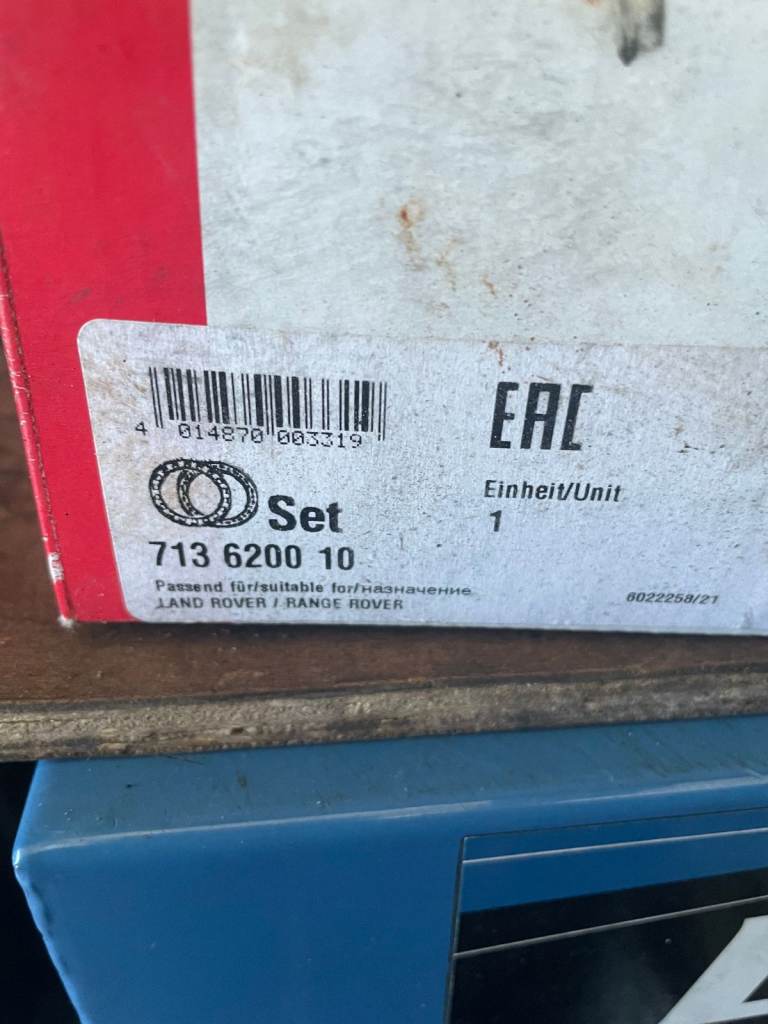 4 014870 003319
EAC
Set
Einheit/Unit
1
713 6200 10
Passend für/suitable for/назначение
LAND ROVER / RANGE ROVER
6022258/21